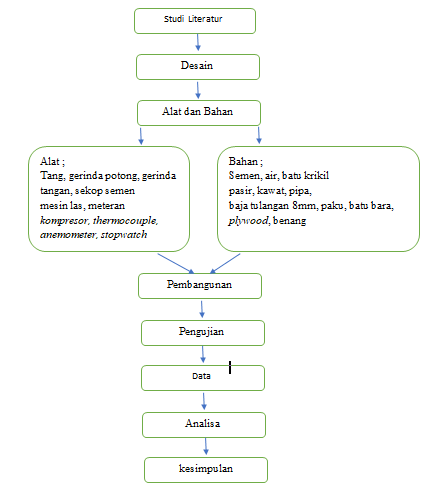 Studi Literatur
Desain
Alat dan Bahan
Alat ;
Tang, gerinda potong, gerinda
tangan, sekop semen
mesin las, meteran
kompresor, thermocouple,
anemometer, stopwatch
Bahan ;
Semen, air, batu krikil
pasir, kawat, pipa,
baja tulangan 8mm, paku, batu bara,
plywood, benang
Pembangunan
Pengujian
Data
Analisa
kesimpulan